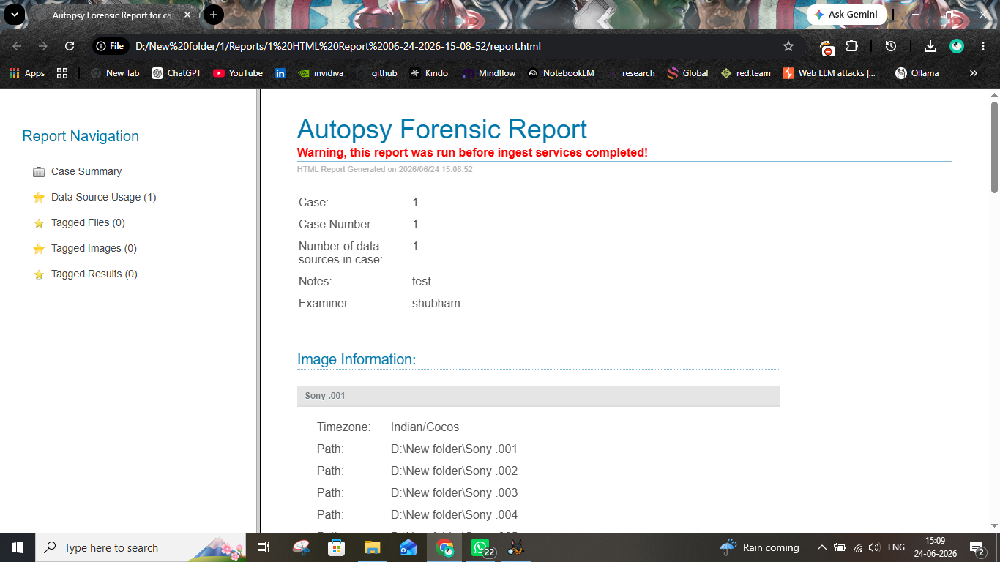 Autopsy Forensic Report for ca
Ask Gemini
File
D:/New%20folder/1/Reports/1%20HTML%20Report%2006-24-2026-15-08-52/report.html
Apps
New Tab
ChatGPT
YouTube
invidiva
github
Kindo
Mindflow
NotebookLM
research
Global
red.team
Web LLM attacks |...
Ollama
»
Report Navigation
Case Summary
Data Source Usage (1)
Tagged Files (0)
Tagged Images (0)
Tagged Results (0)
Autopsy Forensic Report
Warning, this report was run before ingest services completed!
HTML Report Generated on 2026/06/24 15:08:52
Case: 1
Case Number: 1
Number of data 1
sources in case:
Notes: test
Examiner: shubham
Image Information:
Sony .001
Timezone: Indian/Cocos
Path: D:\New folder\Sony .001
Path: D:\New folder\Sony .002
Path: D:\New folder\Sony .003
Path: D:\New folder\Sony .004
Type here to search
22
Rain coming
ENG
15:09
24-06-2026
2